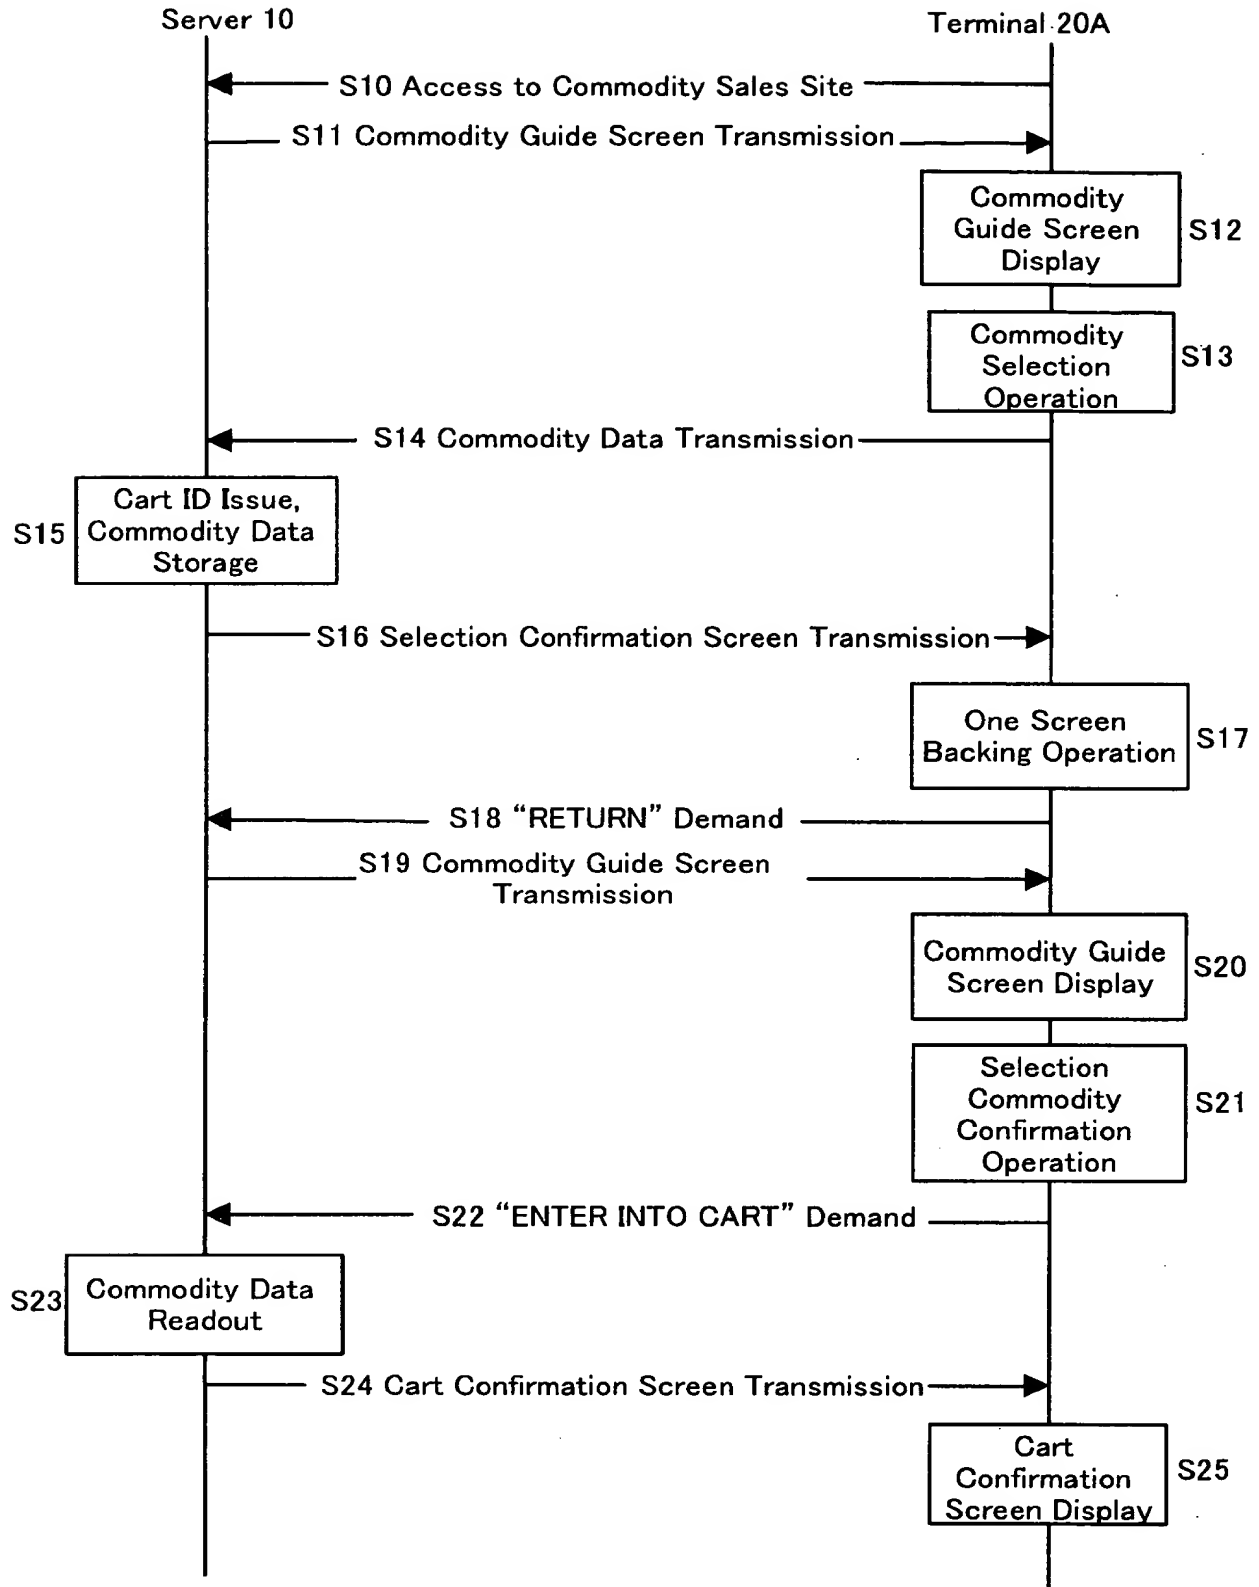 Server 10
Terminal 20A
S10 Access to Commodity Sales Site
S11 Commodity Guide Screen Transmission
Commodity
Guide Screen
Display
S12
Commodity
Selection
Operation
S13
S14 Commodity Data Transmission
S15
Cart ID Issue,
Commodity Data
Storage
S16 Selection Confirmation Screen Transmission
One Screen
Backing Operation
S17
S18 “RETURN” Demand
S19 Commodity Guide Screen
Transmission
Commodity Guide
Screen Display
S20
Selection
Commodity
Confirmation
Operation
S21
S22 “ENTER INTO CART” Demand
S23
Commodity Data
Readout
S24 Cart Confirmation Screen Transmission
Cart
Confirmation
Screen Display
S25